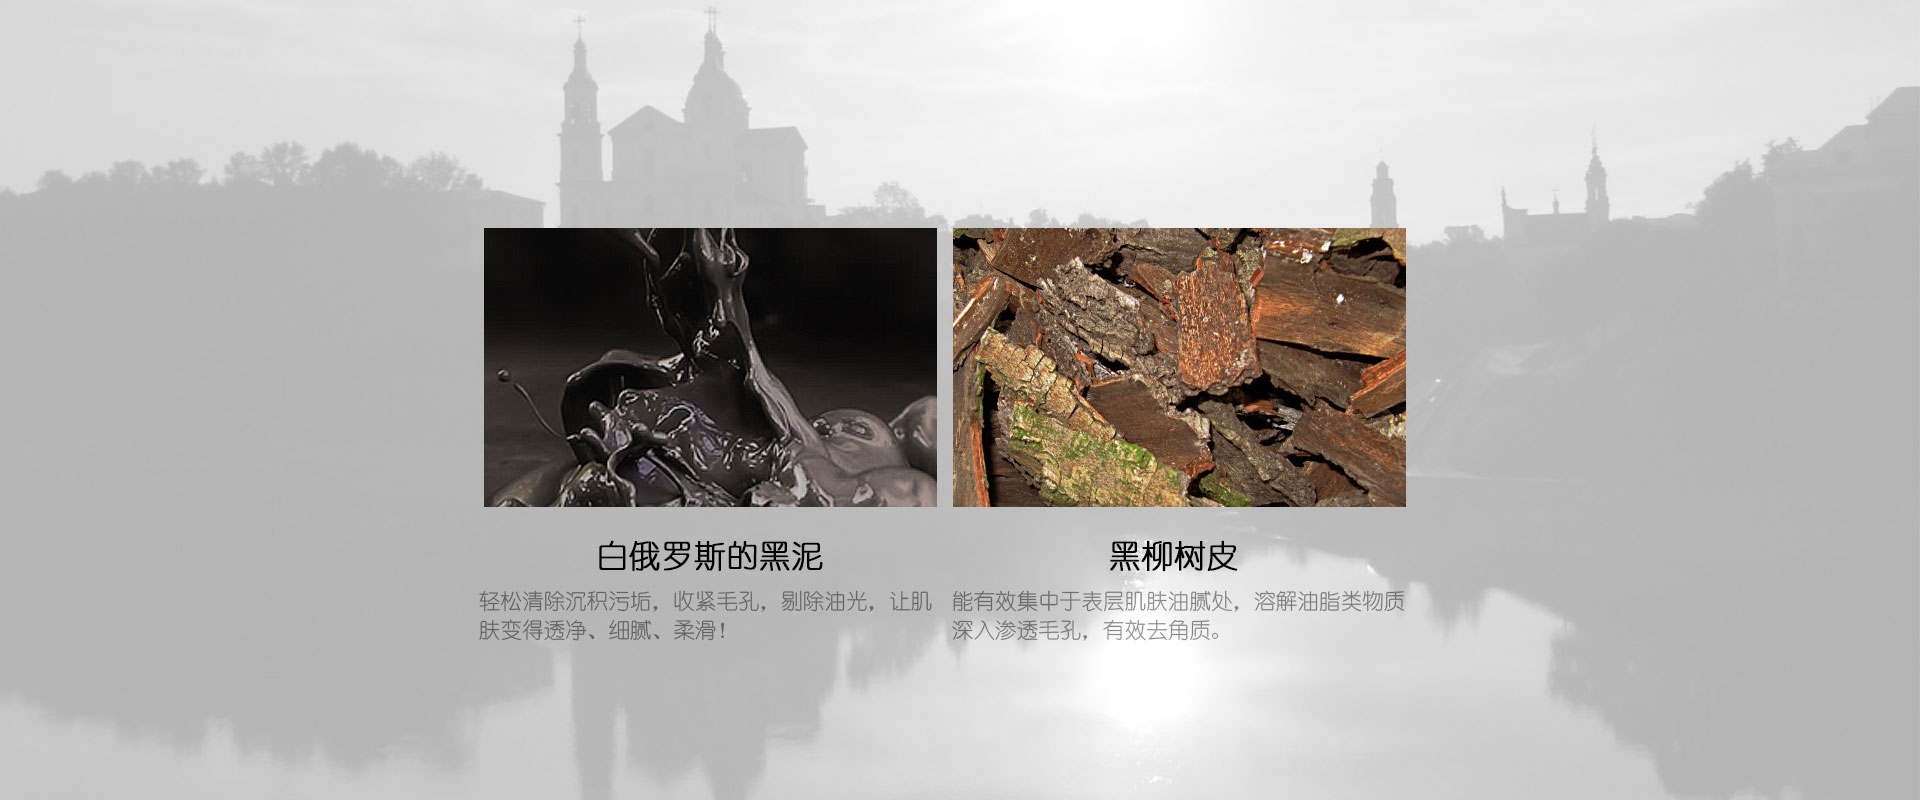 白俄罗斯的黑泥
轻松清除沉积污垢，收紧毛孔，剔除油光，让肌
肤变得透净、细腻、柔滑！
黑柳树皮
能有效集中于表层肌肤油腻处，溶解油脂类物质
深入渗透毛孔，有效去角质。